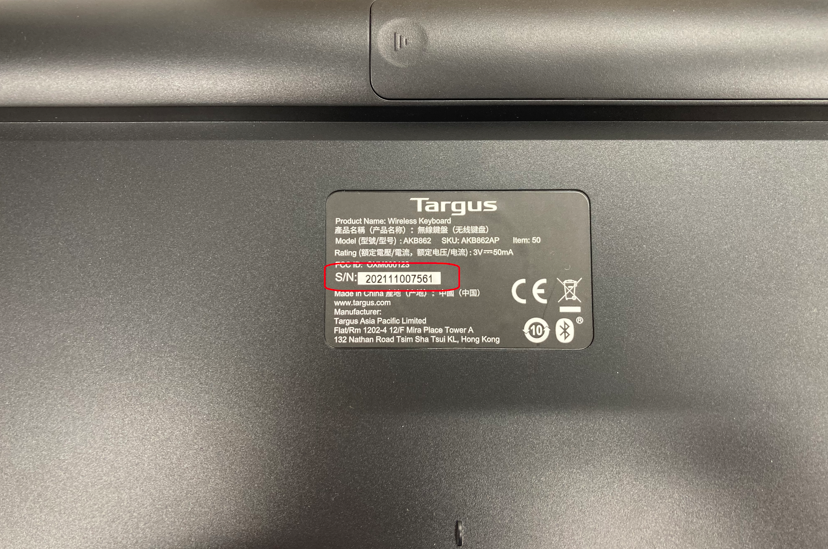 Targus
Product Name: Wireless Keyboard
產品名稱（产品名称）: 無線鍵盤（无线键盘）
Model (型號/型号) : AKB862 SKU: AKB862AP Item: 50
Rating (額定電壓/電流, 额定电压/电流) : 3V⎓50mA
FCC ID: OXM000123
S/N: 202111007561
Made in China 產地（产地）: 中國（中国）
www.targus.com
Manufacturer:
Targus Asia Pacific Limited
Flat/Rm 1202-4 12/F Mira Place Tower A
132 Nathan Road Tsim Sha Tsui KL, Hong Kong
CE
10
®